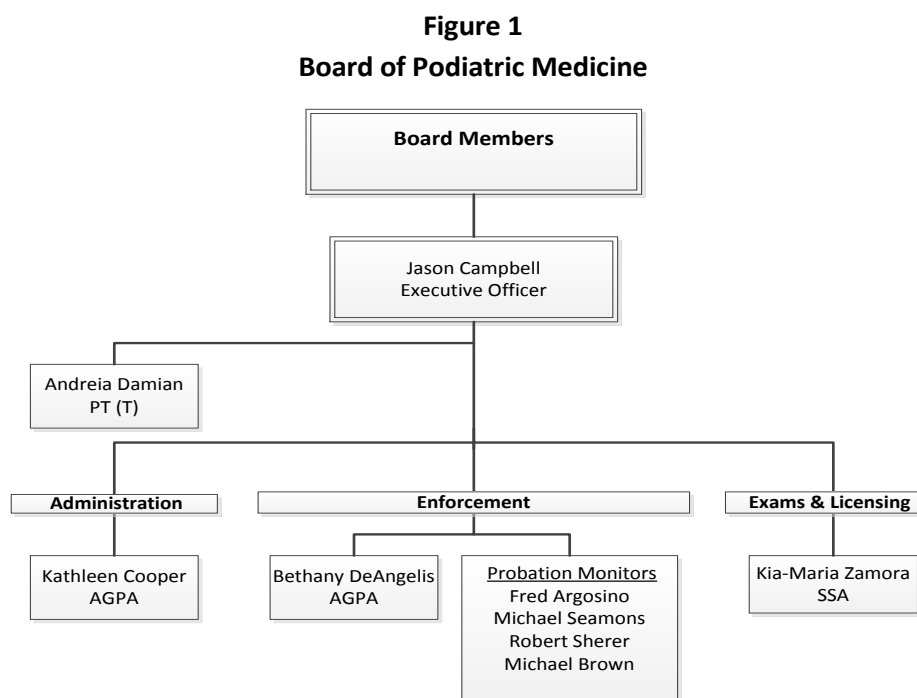 Figure 1
Board of Podiatric Medicine
Board Members
Jason Campbell
Executive Officer
Andreia Damian
PT (T)
Administration
Enforcement
Exams & Licensing
Kathleen Cooper
AGPA
Bethany DeAngelis
AGPA
Probation Monitors
Fred Argosino
Michael Seamons
Robert Sherer
Michael Brown
Kia-Maria Zamora
SSA